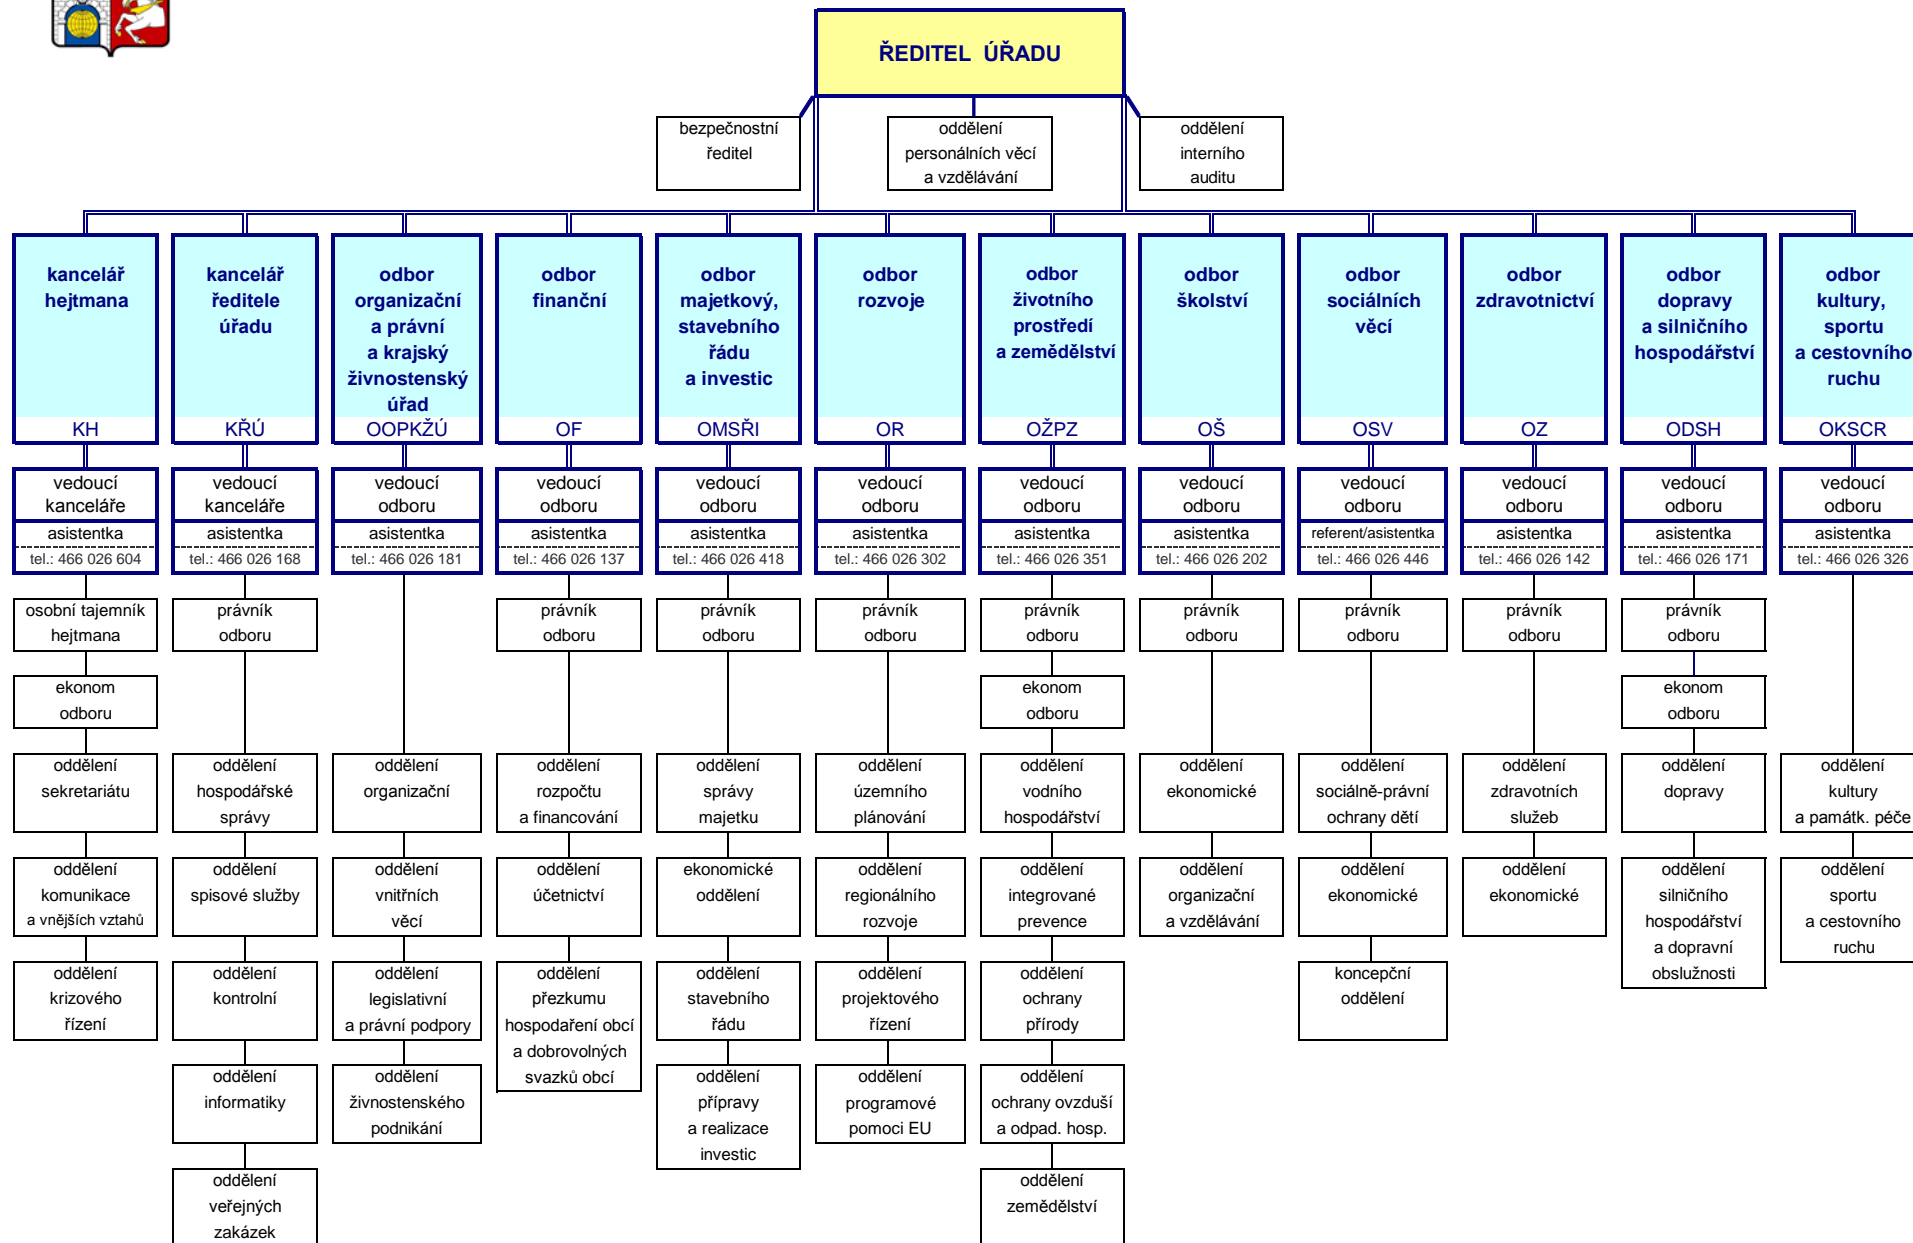 ŘEDITEL ÚŘADU
bezpečnostní
ředitel
oddělení
personálních věcí
a vzdělávání
oddělení
interního
auditu
kancelář
hejtmana
KH
vedoucí
kanceláře
asistentka
tel.: 466 026 604
osobní tajemník
hejtmana
ekonom
odboru
oddělení
sekretariátu
oddělení
komunikace
a vnějších vztahů
oddělení
krizového
řízení
kancelář
ředitele
úřadu
KŘÚ
vedoucí
kanceláře
asistentka
tel.: 466 026 168
právník
odboru
oddělení
hospodářské
správy
oddělení
spisové služby
oddělení
kontrolní
oddělení
informatiky
oddělení
veřejných
zakázek
odbor
organizační
a právní
a krajský
živnostenský
úřad
OOPKŽÚ
vedoucí
odboru
asistentka
tel.: 466 026 181
oddělení
organizační
oddělení
vnitřních
věcí
oddělení
legislativní
a právní podpory
oddělení
živnostenského
podnikání
odbor
finanční
OF
vedoucí
odboru
asistentka
tel.: 466 026 137
právník
odboru
oddělení
rozpočtu
a financování
oddělení
účetnictví
oddělení
přezkumu
hospodaření obcí
a dobrovolných
svazků obcí
odbor
majetkový,
stavebního
řádu
a investic
OMSŘI
vedoucí
odboru
asistentka
tel.: 466 026 418
právník
odboru
oddělení
správy
majetku
ekonomické
oddělení
oddělení
stavebního
řádu
oddělení
přípravy
a realizace
investic
odbor
rozvoje
OR
vedoucí
odboru
asistentka
tel.: 466 026 302
právník
odboru
oddělení
územního
plánování
oddělení
regionálního
rozvoje
oddělení
projektového
řízení
oddělení
programové
pomoci EU
odbor
životního
prostředí
a zemědělství
OŽPZ
vedoucí
odboru
asistentka
tel.: 466 026 351
právník
odboru
ekonom
odboru
oddělení
vodního
hospodářství
oddělení
integrované
prevence
oddělení
ochrany
přírody
oddělení
ochrany ovzduší
a odpad. hosp.
oddělení
zemědělství
odbor
školství
OŠ
vedoucí
odboru
asistentka
tel.: 466 026 202
právník
odboru
oddělení
ekonomické
oddělení
organizační
a vzdělávání
odbor
sociálních
věcí
OSV
vedoucí
odboru
referent/asistentka
tel.: 466 026 446
právník
odboru
oddělení
sociálně-právní
ochrany dětí
oddělení
ekonomické
koncepční
oddělení
odbor
zdravotnictví
OZ
vedoucí
odboru
asistentka
tel.: 466 026 142
právník
odboru
oddělení
zdravotních
služeb
oddělení
ekonomické
odbor
dopravy
a silničního
hospodářství
ODSH
vedoucí
odboru
asistentka
tel.: 466 026 171
právník
odboru
ekonom
odboru
oddělení
dopravy
oddělení
silničního
hospodářství
a dopravní
obslužnosti
odbor
kultury,
sportu
a cestovního
ruchu
OKSCR
vedoucí
odboru
asistentka
tel.: 466 026 326
oddělení
kultury
a památk. péče
oddělení
sportu
a cestovního
ruchu